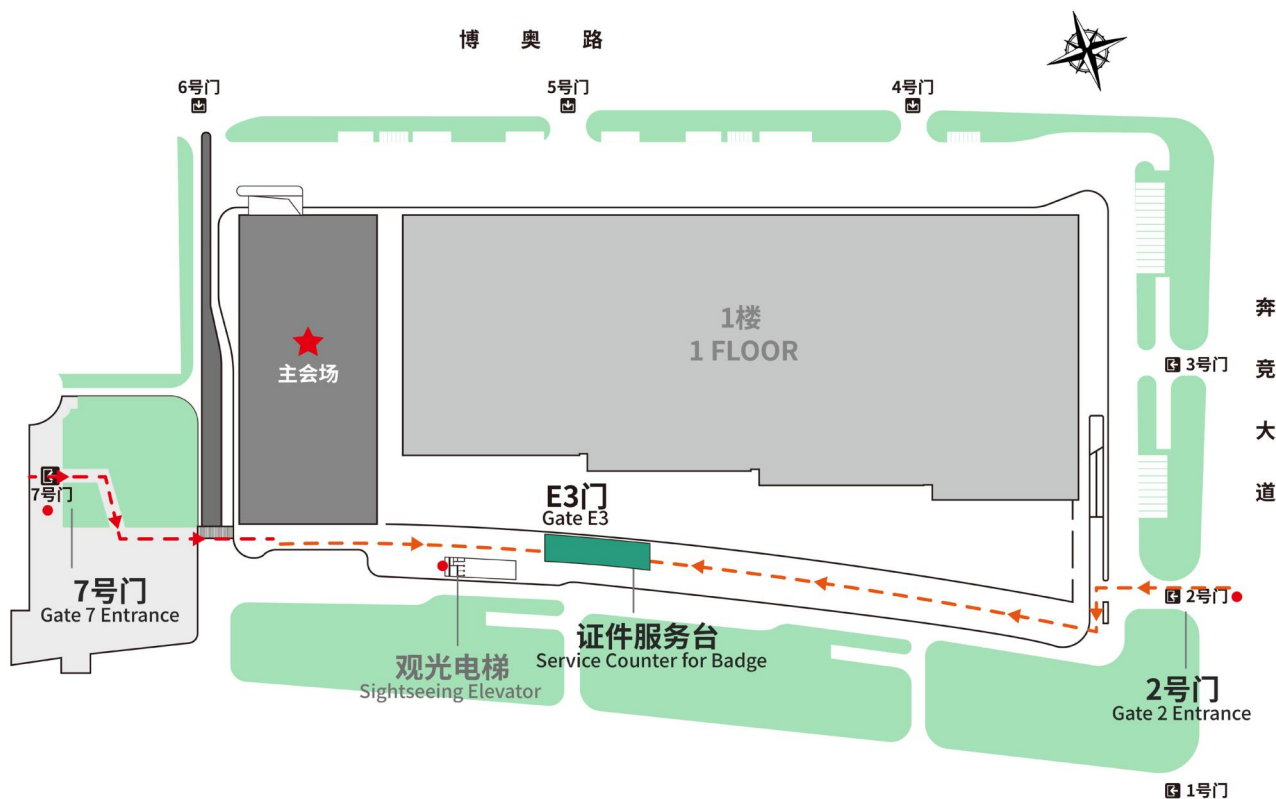 博 奥 路
6号门
5号门
4号门
1楼
1 FLOOR
主会场
奔
竞
大
道
3号门
7号门
E3门
Gate E3
7号门
Gate 7 Entrance
2号门
证件服务台
Service Counter for Badge
观光电梯
Sightseeing Elevator
2号门
Gate 2 Entrance
1号门